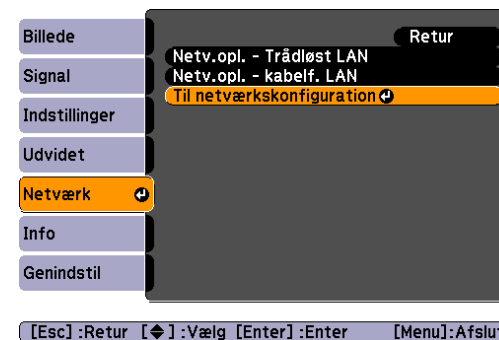 Billede
Signal
Indstillinger
Udvidet
Netværk
Info
Genindstil
Retur
Netv.opl. - Trådløst LAN
Netv.opl. - kabelf. LAN
Til netværkskonfiguration
[Esc] :Retur [ ] :Vælg [Enter] :Enter [Menu]:Afslut